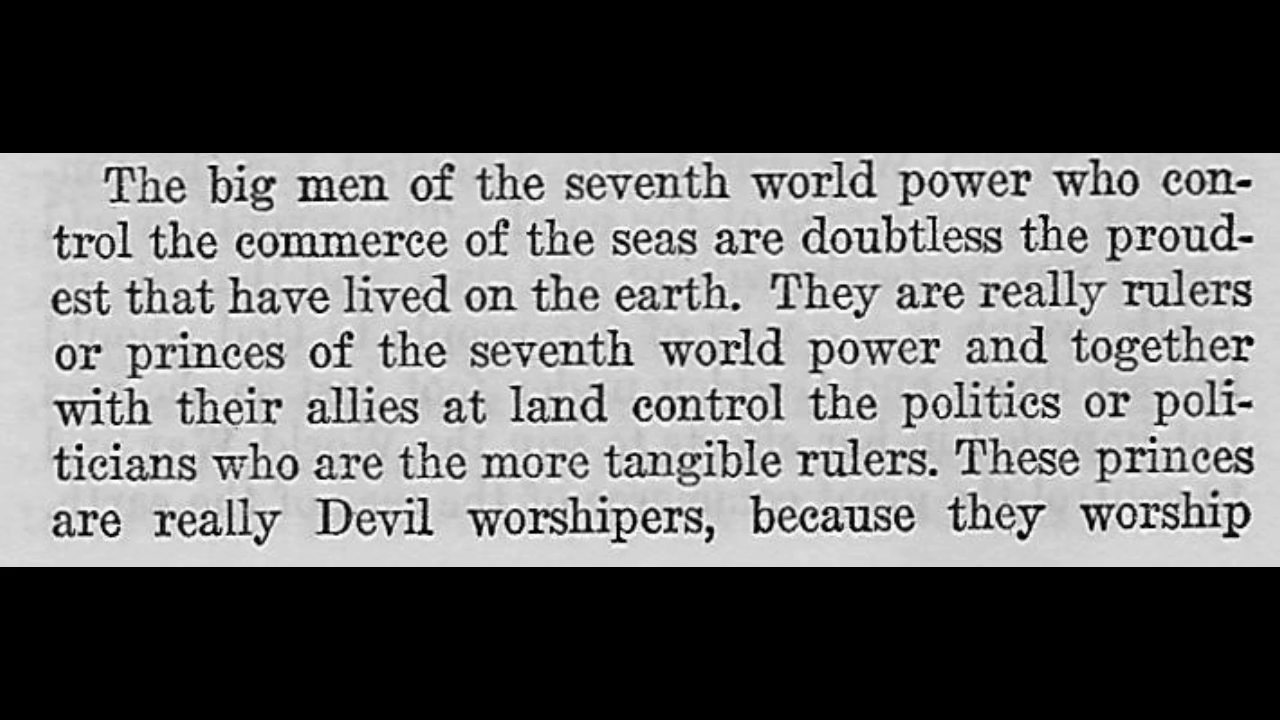 The big men of the seventh world power who con-
trol the commerce of the seas are doubtless the proud-
est that have lived on the earth. They are really rulers
or princes of the seventh world power and together
with their allies at land control the politics or poli-
ticians who are the more tangible rulers. These princes
are really Devil worshipers, because they worship